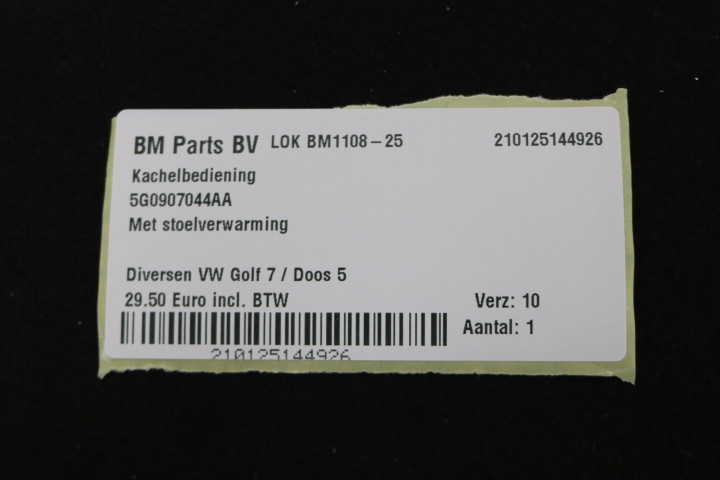 BM Parts BV LOK BM1108-25 210125144926
Kachelbediening
5G0907044AA
Met stoelverwarming
Diversen VW Golf 7 / Doos 5
29.50 Euro incl. BTW Verz: 10
Aantal: 1
210125144926